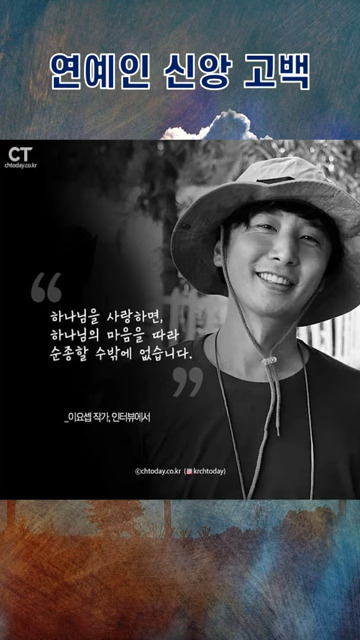 연예인 신앙 고백
CT
chtoday.co.kr
“
하나님을 사랑하면,
하나님의 마음을 따라
순종할 수밖에 없습니다.
”
_이요셉 작가, 인터뷰에서
ⓒchtoday.co.kr (krchtoday)